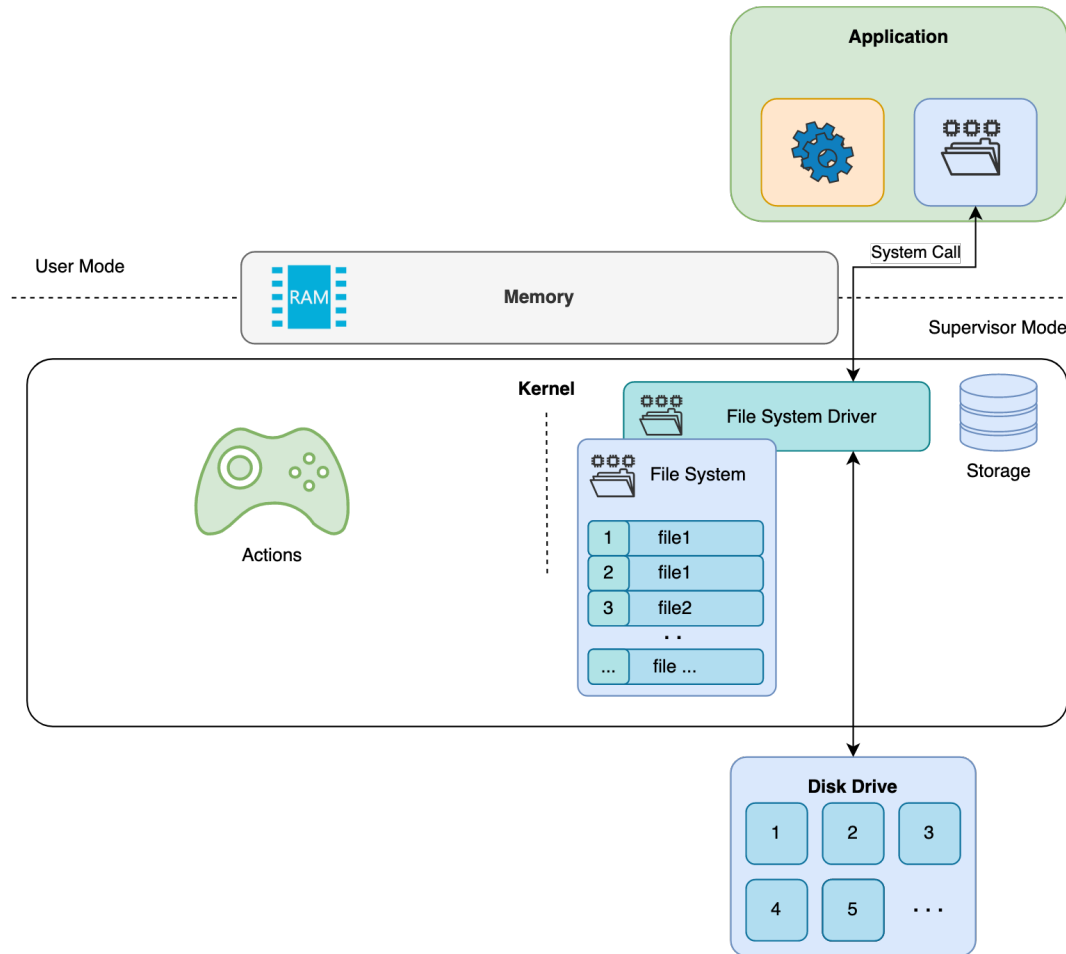 Application
System Call
User Mode
RAM
Memory
Supervisor Mode
Kernel
File System Driver
Storage
File System
Actions
1 file1
2 file1
3 file2
. .
... file ...
Disk Drive
1 2 3
4 5 . . .